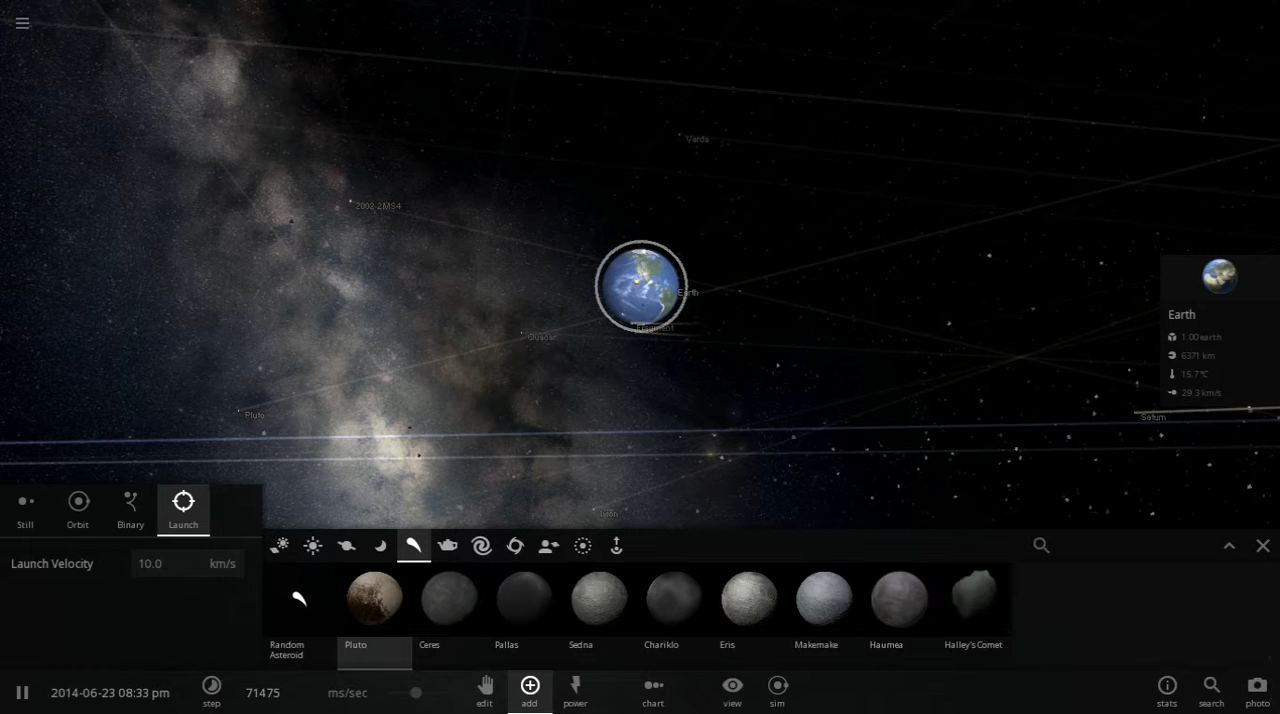 Varda
2002 2MS4
Earth
Fragment
Pluto
Saturn
Earth
1.00 earth
6371 km
15.7°C
29.3 km/s
Still
Orbit
Binary
Launch
Launch Velocity
10.0
km/s
Random
Asteroid
Pluto
Ceres
Pallas
Sedna
Chariklo
Eris
Makemake
Haumea
Halley's Comet
2014-06-23 08:33 pm
step
71475
ms/sec
edit
add
power
chart
view
sim
stats
search
photo